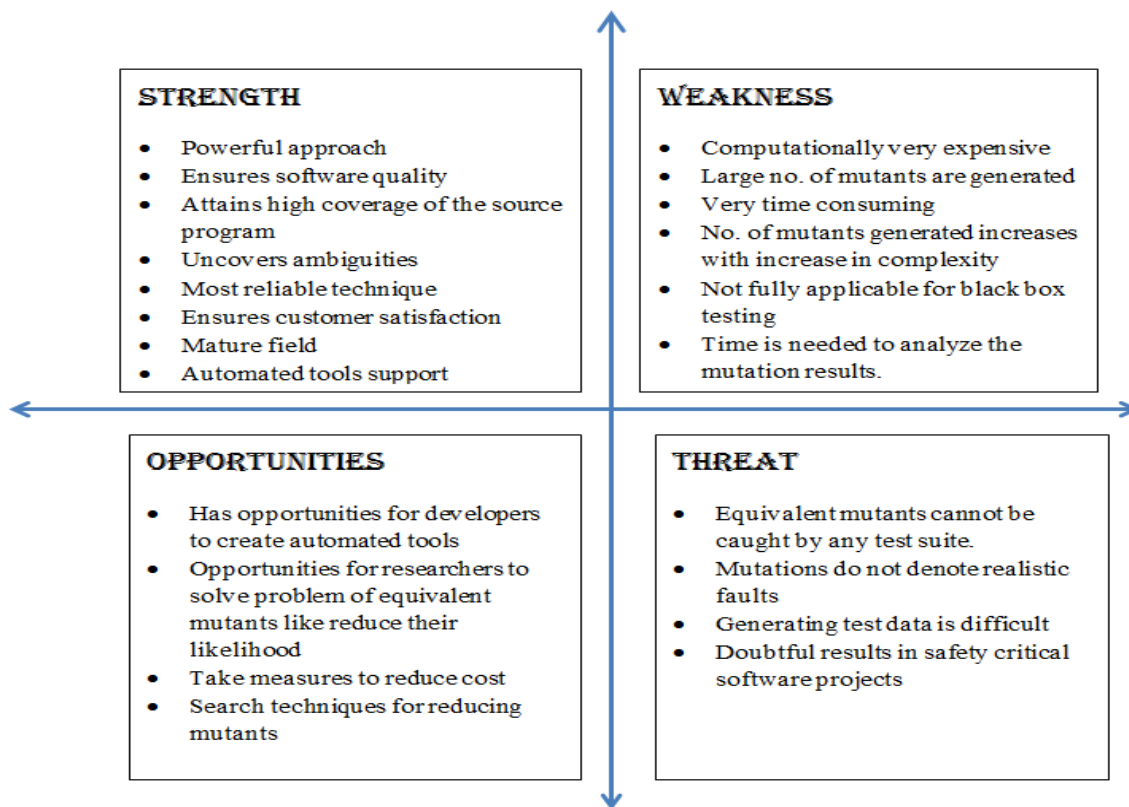 STRENGTH
• Powerful approach
• Ensures software quality
• Attains high coverage of the source
program
• Uncovers ambiguities
• Most reliable technique
• Ensures customer satisfaction
• Mature field
• Automated tools support
WEAKNESS
• Computationally very expensive
• Large no. of mutants are generated
• Very time consuming
• No. of mutants generated increases
with increase in complexity
• Not fully applicable for black box
testing
• Time is needed to analyze the
mutation results.
OPPORTUNITIES
• Has opportunities for developers
to create automated tools
• Opportunities for researchers to
solve problem of equivalent
mutants like reduce their
likelihood
• Take measures to reduce cost
• Search techniques for reducing
mutants
THREAT
• Equivalent mutants cannot be
caught by any test suite.
• Mutations do not denote realistic
faults
• Generating test data is difficult
• Doubtful results in safety critical
software projects